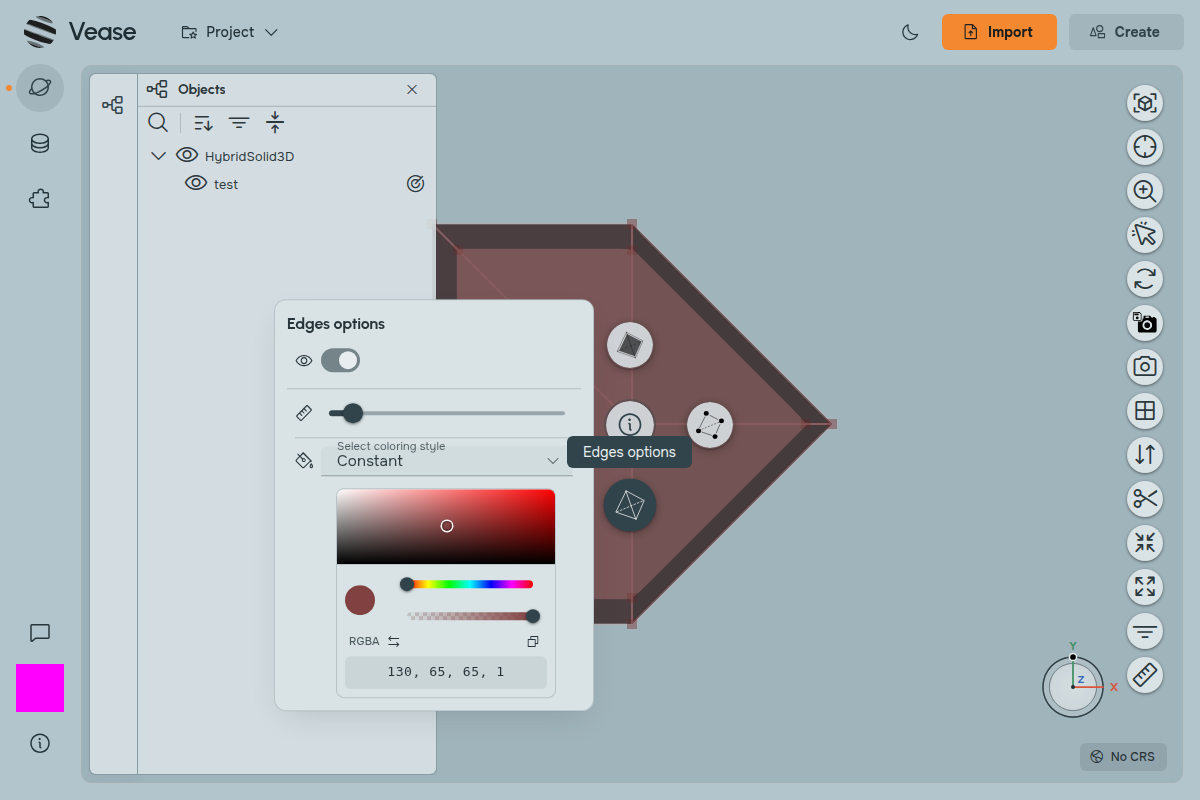 Vease
Project
Import
Create
Objects
HybridSolid3D
test
Edges options
Select coloring style
Constant
Edges options
RGBA
130, 65, 65, 1
Y
Z
X
No CRS